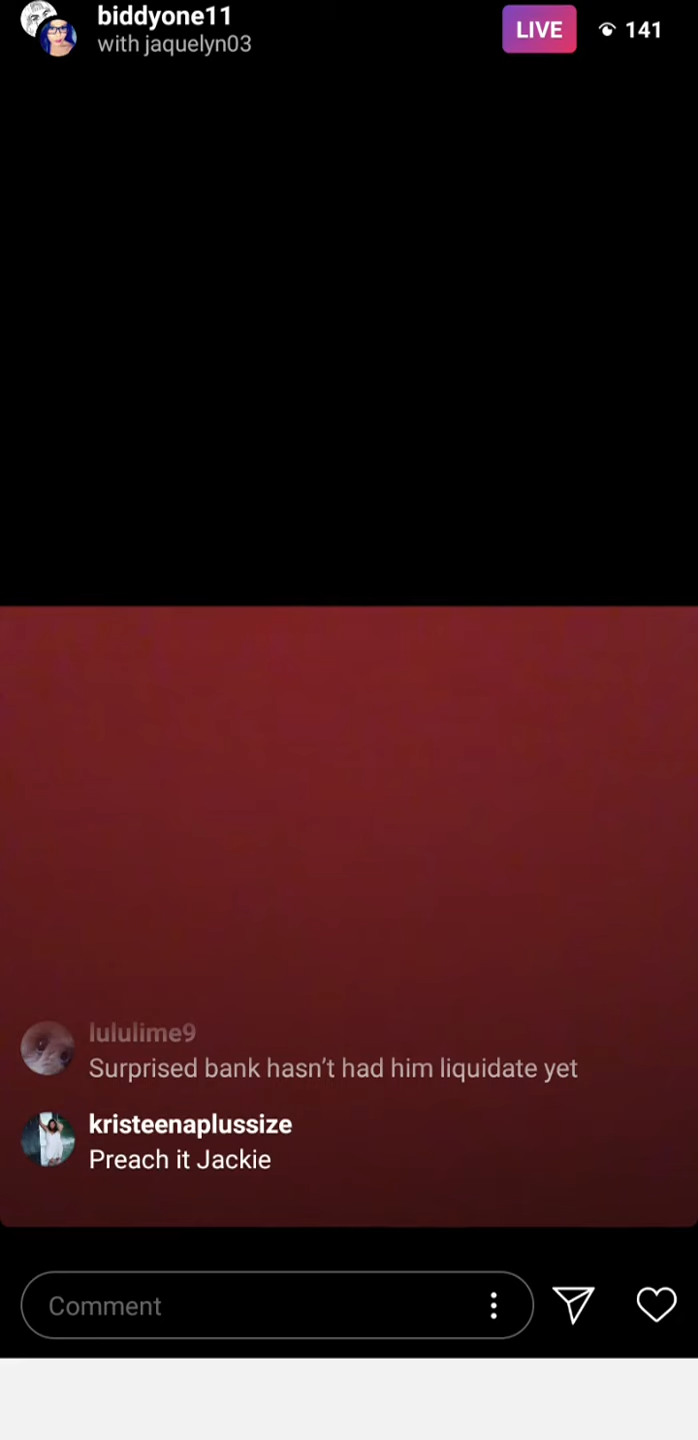 biddyone11
with jaquelyn03
LIVE
141
lululime9
Surprised bank hasn't had him liquidate yet
kristeenaplussize
Preach it Jackie
Comment